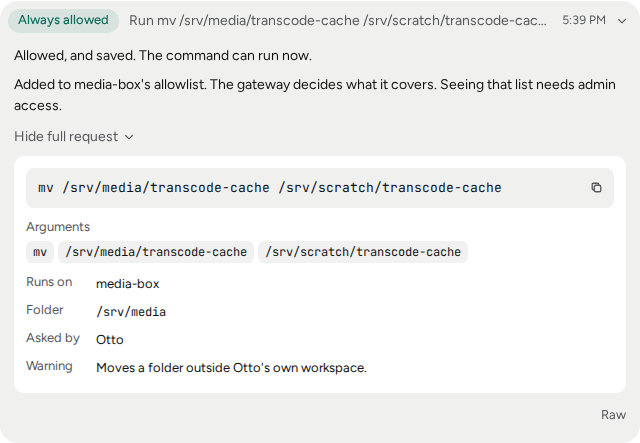 Always allowed Run mv /srv/media/transcode-cache /srv/scratch/transcode-cac... 5:39 PM
Allowed, and saved. The command can run now.
Added to media-box's allowlist. The gateway decides what it covers. Seeing that list needs admin
access.
Hide full request
mv /srv/media/transcode-cache /srv/scratch/transcode-cache
Arguments
mv /srv/media/transcode-cache /srv/scratch/transcode-cache
Runs on media-box
Folder /srv/media
Asked by Otto
Warning Moves a folder outside Otto's own workspace.
Raw